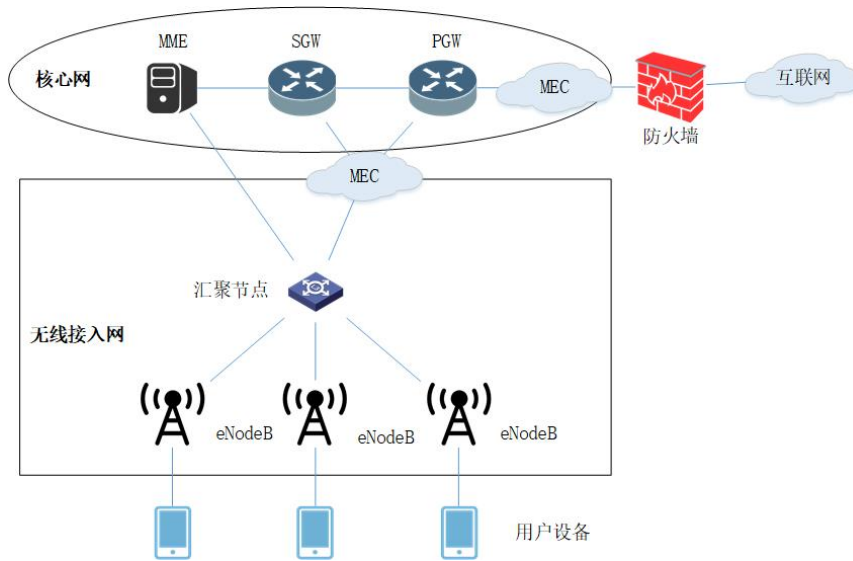 MME
SGW
PGW
核心网
MEC
互联网
防火墙
MEC
汇聚节点
无线接入网
eNodeB
eNodeB
eNodeB
用户设备